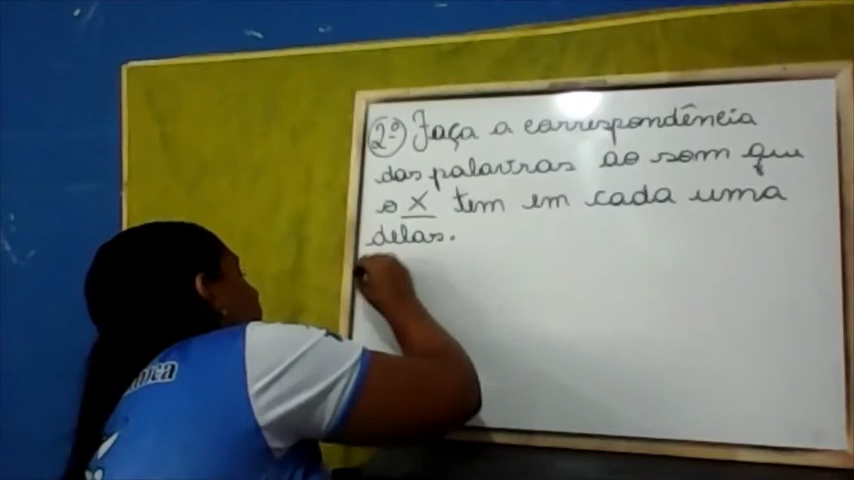 2º Faça a correspondência
das palavras ao som que
o X tem em cada uma
delas.